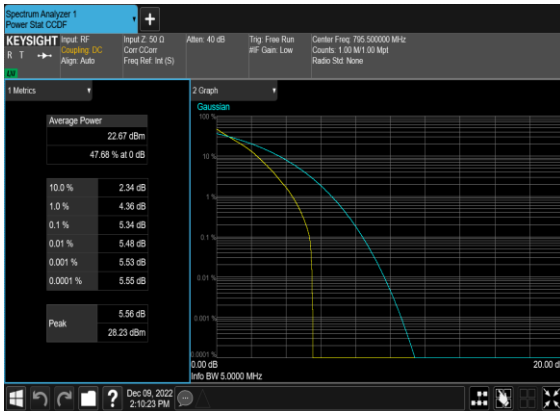 Spectrum Analyzer 1
Power Stat CCDF
+
KEYSIGHT
R T
LXI
Input: RF
Coupling: DC
Align: Auto
Input Z: 50 Ω
Corr CCorr
Freq Ref: Int (S)
Atten: 40 dB
Trig: Free Run
#IF Gain: Low
Center Freq: 795.500000 MHz
Counts: 1.00 M/1.00 Mpt
Radio Std: None
1 Metrics
Average Power
22.67 dBm
47.68 % at 0 dB
10.0 % 2.34 dB
1.0 % 4.36 dB
0.1 % 5.34 dB
0.01 % 5.48 dB
0.001 % 5.53 dB
0.0001 % 5.55 dB
Peak
5.56 dB
28.23 dBm
2 Graph
Gaussian
100 %
10 %
1 %
0.1 %
0.01 %
0.001 %
0.0001 %
0.00 dB
20.00 d
Info BW 5.0000 MHz
?
Dec 09, 2022
2:10:23 PM